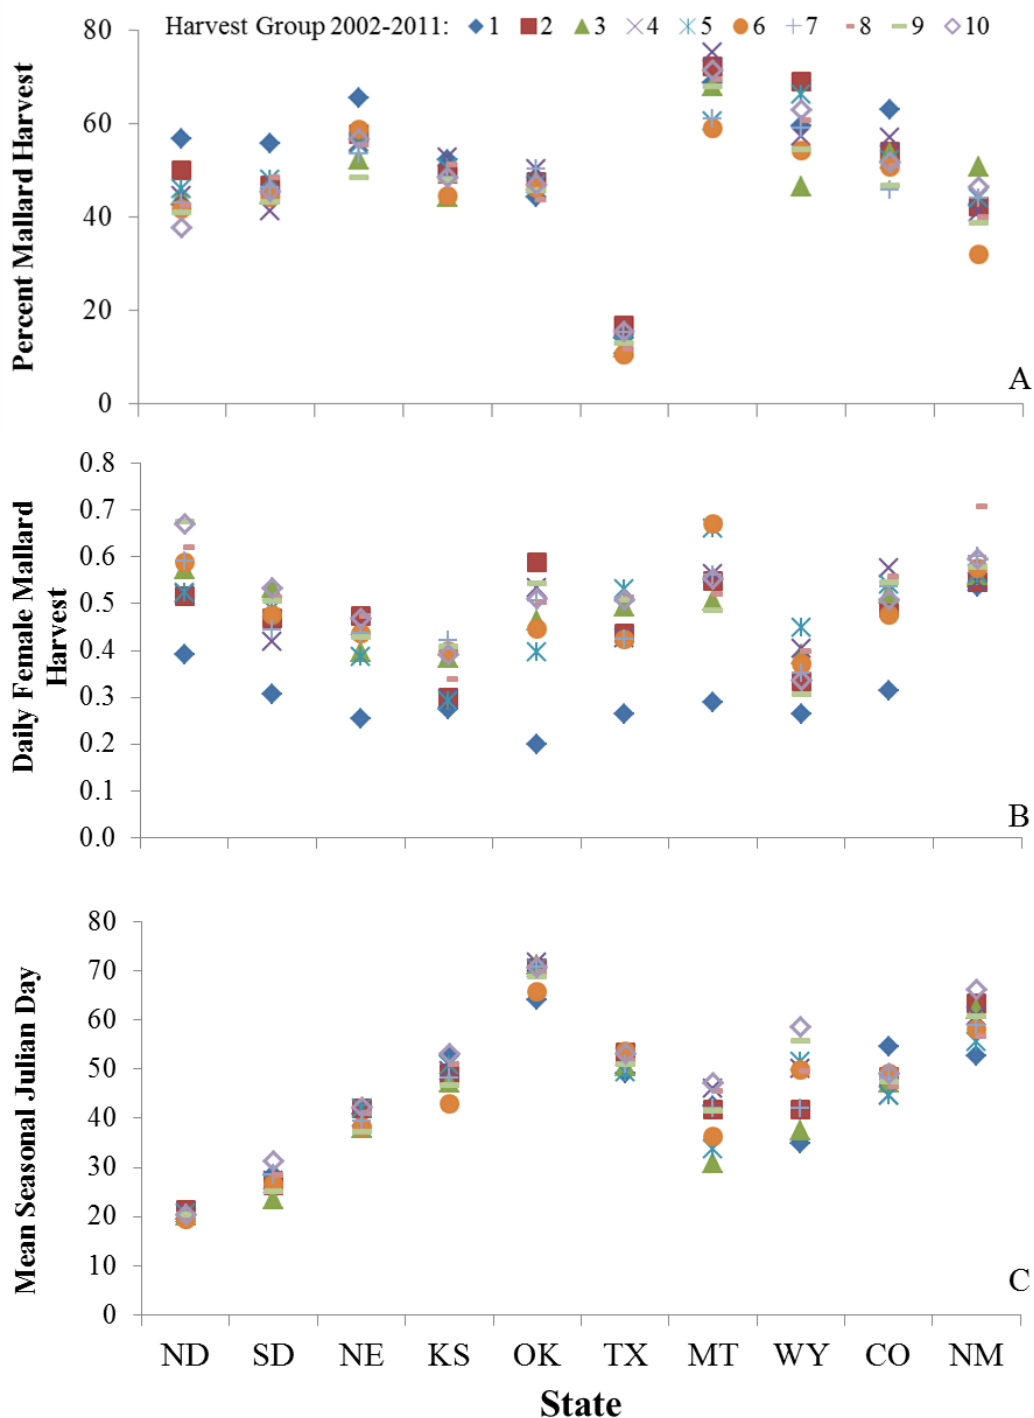 Harvest Group 2002-2011: 1 2 3 4 5 6 7 8 9 10
Percent Mallard Harvest
80
60
40
20
0
A
Daily Female Mallard
Harvest
0.8
0.7
0.6
0.5
0.4
0.3
0.2
0.1
0.0
B
Mean Seasonal Julian Day
80
70
60
50
40
30
20
10
0
C
ND SD NE KS OK TX MT WY CO NM
State